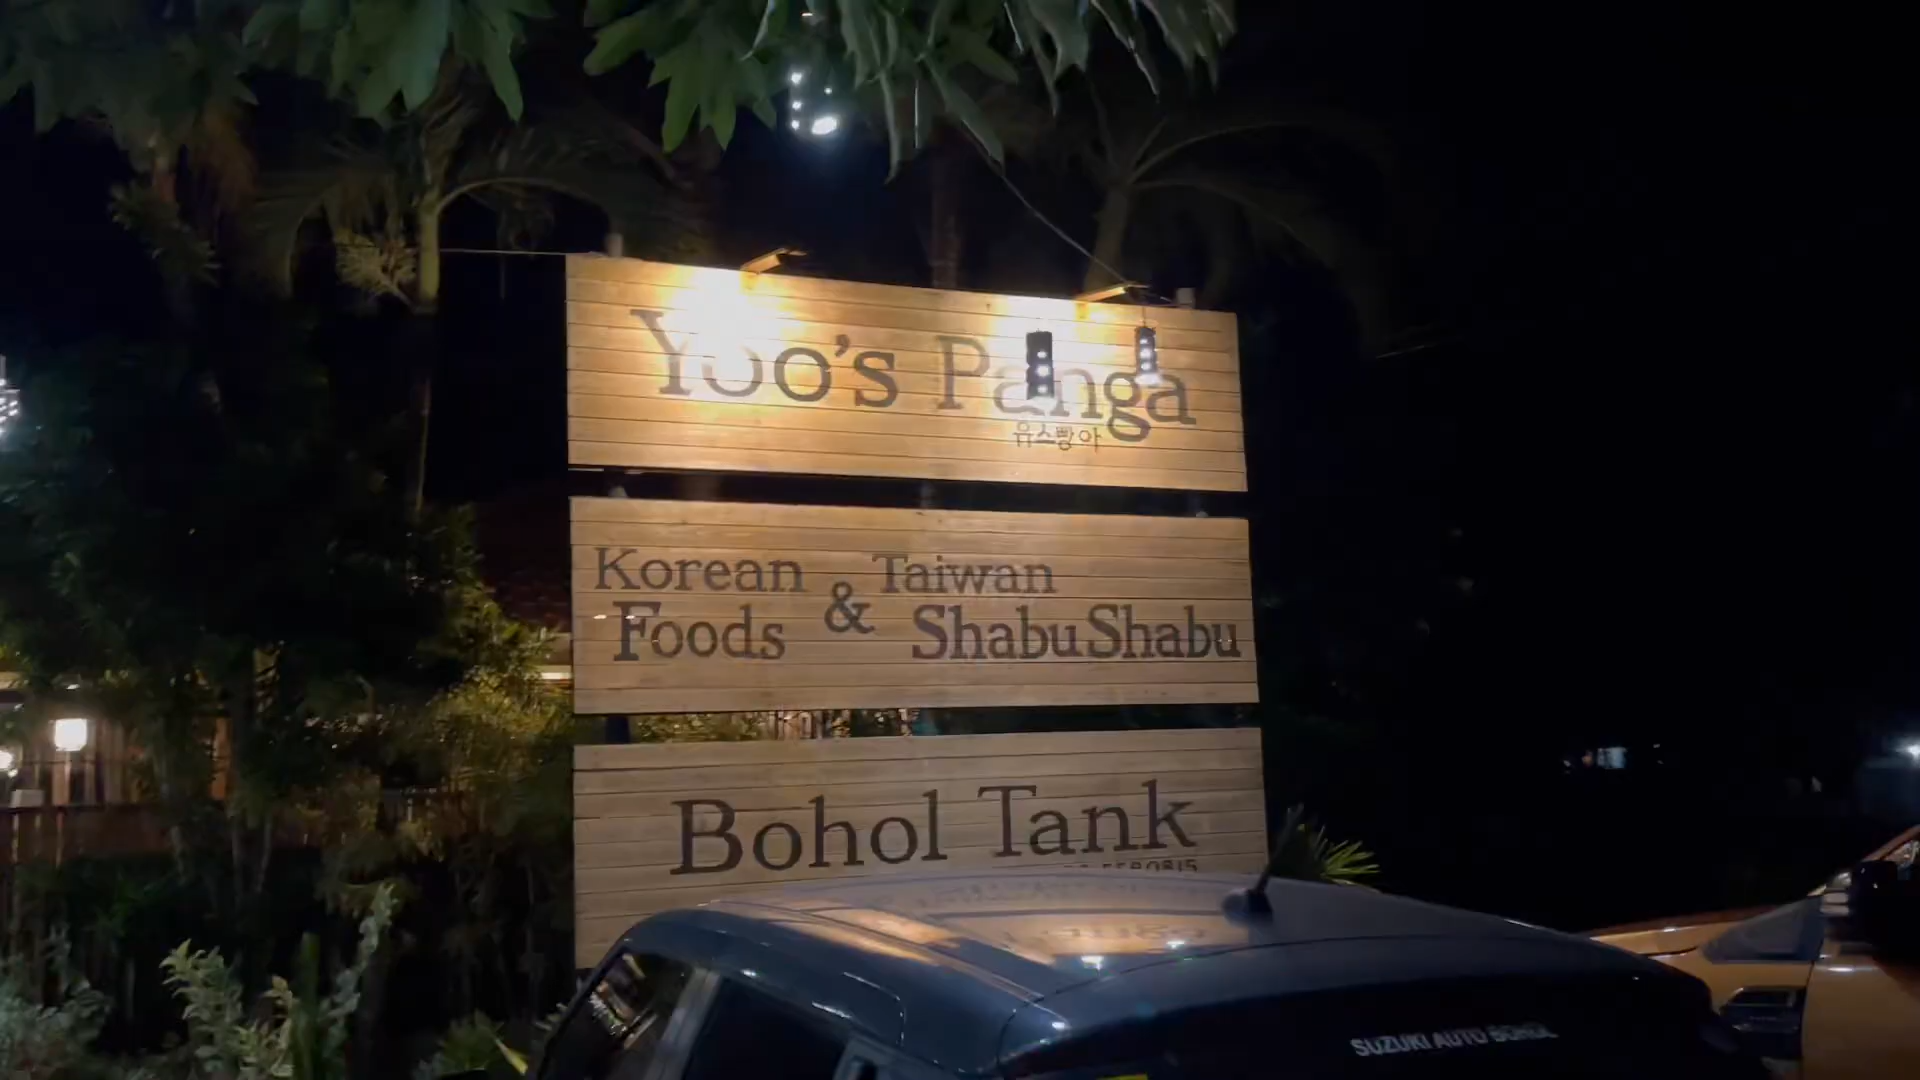 Yoo's Panga
유스빵아
Korean Foods
&
Taiwan ShabuShabu
Bohol Tank
SUZUKI AUTO BOHOL